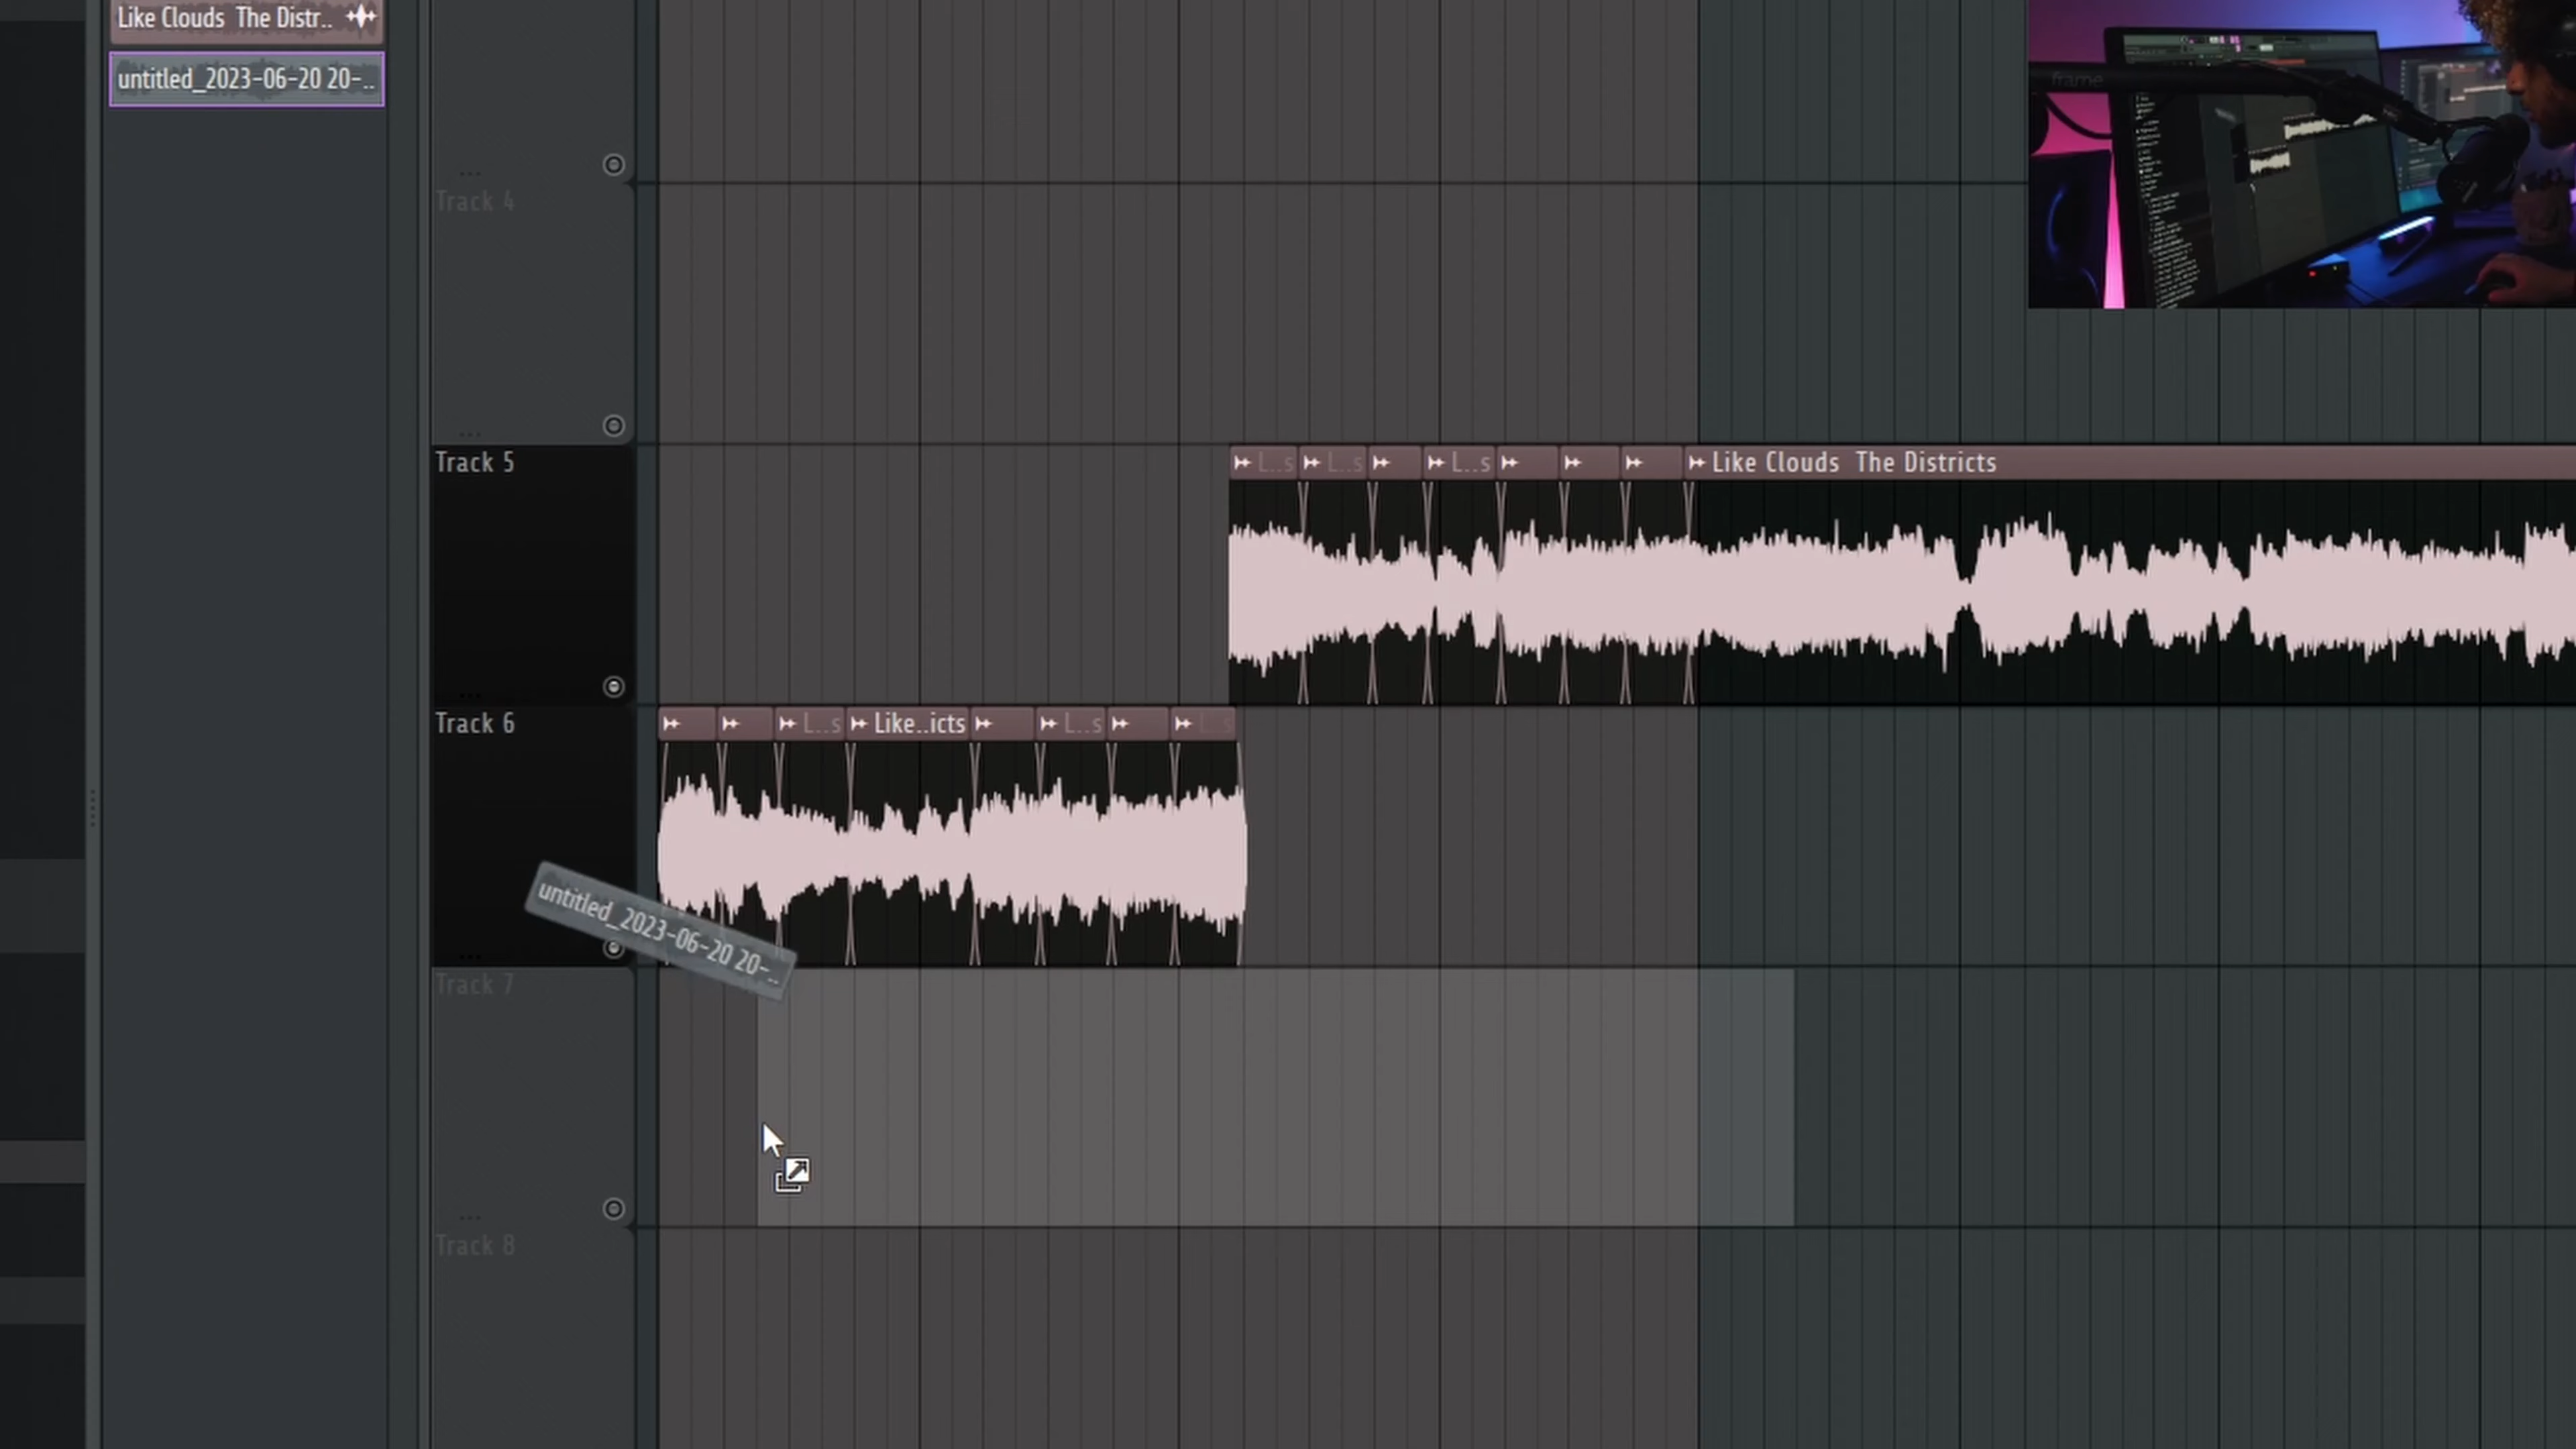 Like Clouds The Distr..
untitled_2023-06-20 20-..
frame
Track 4
Track 5
L..s
L..s
L..s
Like Clouds The Districts
Track 6
L..s
Like..icts
L..s
L..s
untitled_2023-06-20 20-..
Track 7
Track 8